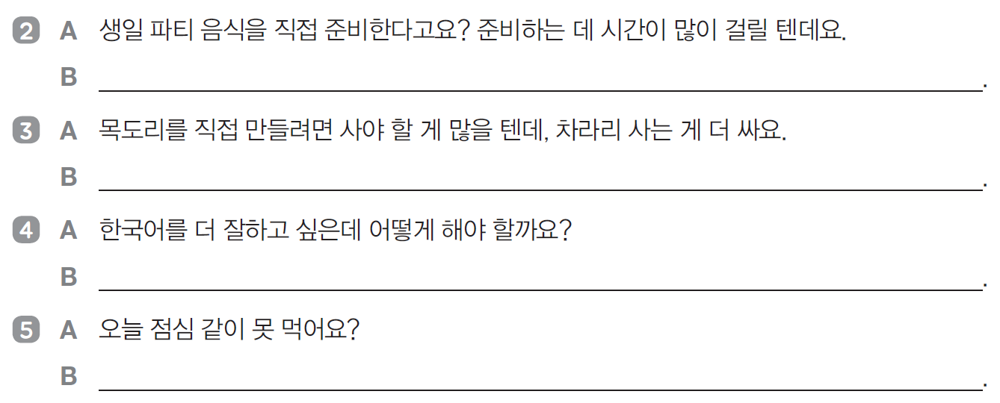 2 A 생일 파티 음식을 직접 준비한다고요? 준비하는 데 시간이 많이 걸릴 텐데요.
B .
3 A 목도리를 직접 만들려면 사야 할 게 많을 텐데, 차라리 사는 게 더 싸요.
B .
4 A 한국어를 더 잘하고 싶은데 어떻게 해야 할까요?
B .
5 A 오늘 점심 같이 못 먹어요?
B .